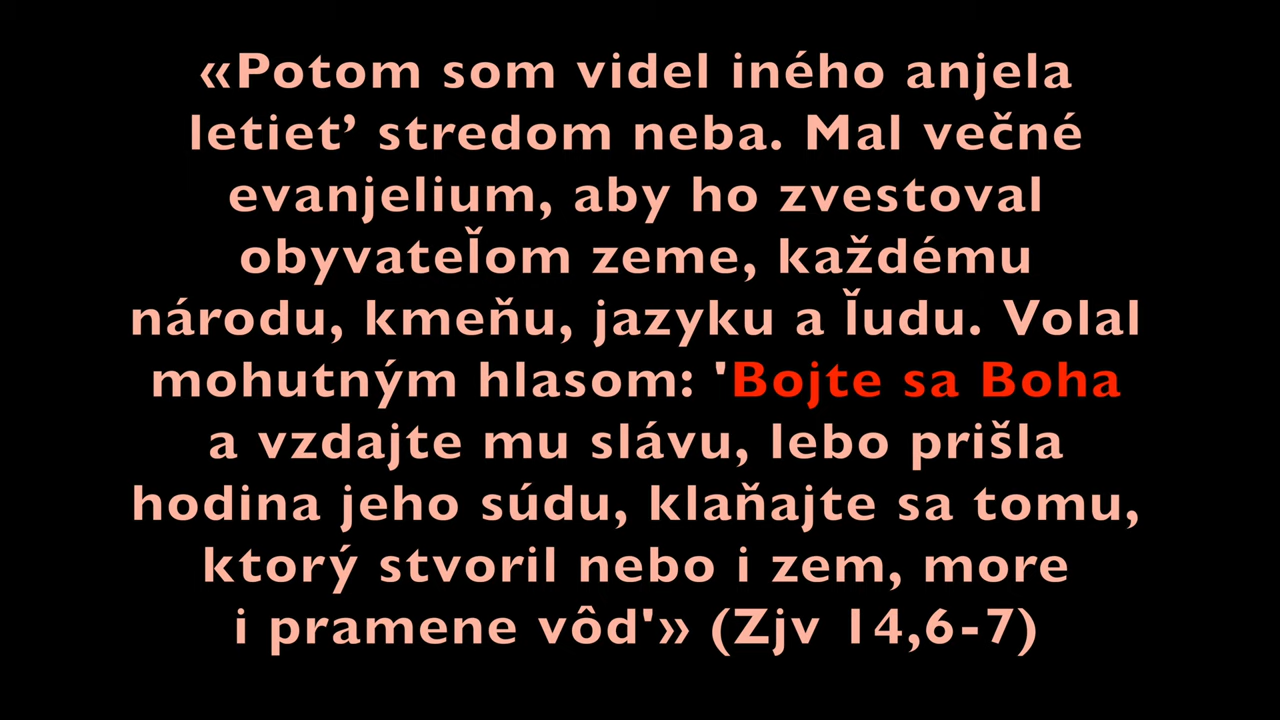 «Potom som videl iného anjela
letiet’ stredom neba. Mal večné
evanjelium, aby ho zvestoval
obyvateľom zeme, každému
národu, kmeňu, jazyku a ľudu. Volal
mohutným hlasom: 'Bojte sa Boha
a vzdajte mu slávu, lebo prišla
hodina jeho súdu, klaňajte sa tomu,
ktorý stvoril nebo i zem, more
i pramene vôd'» (Zjv 14,6-7)